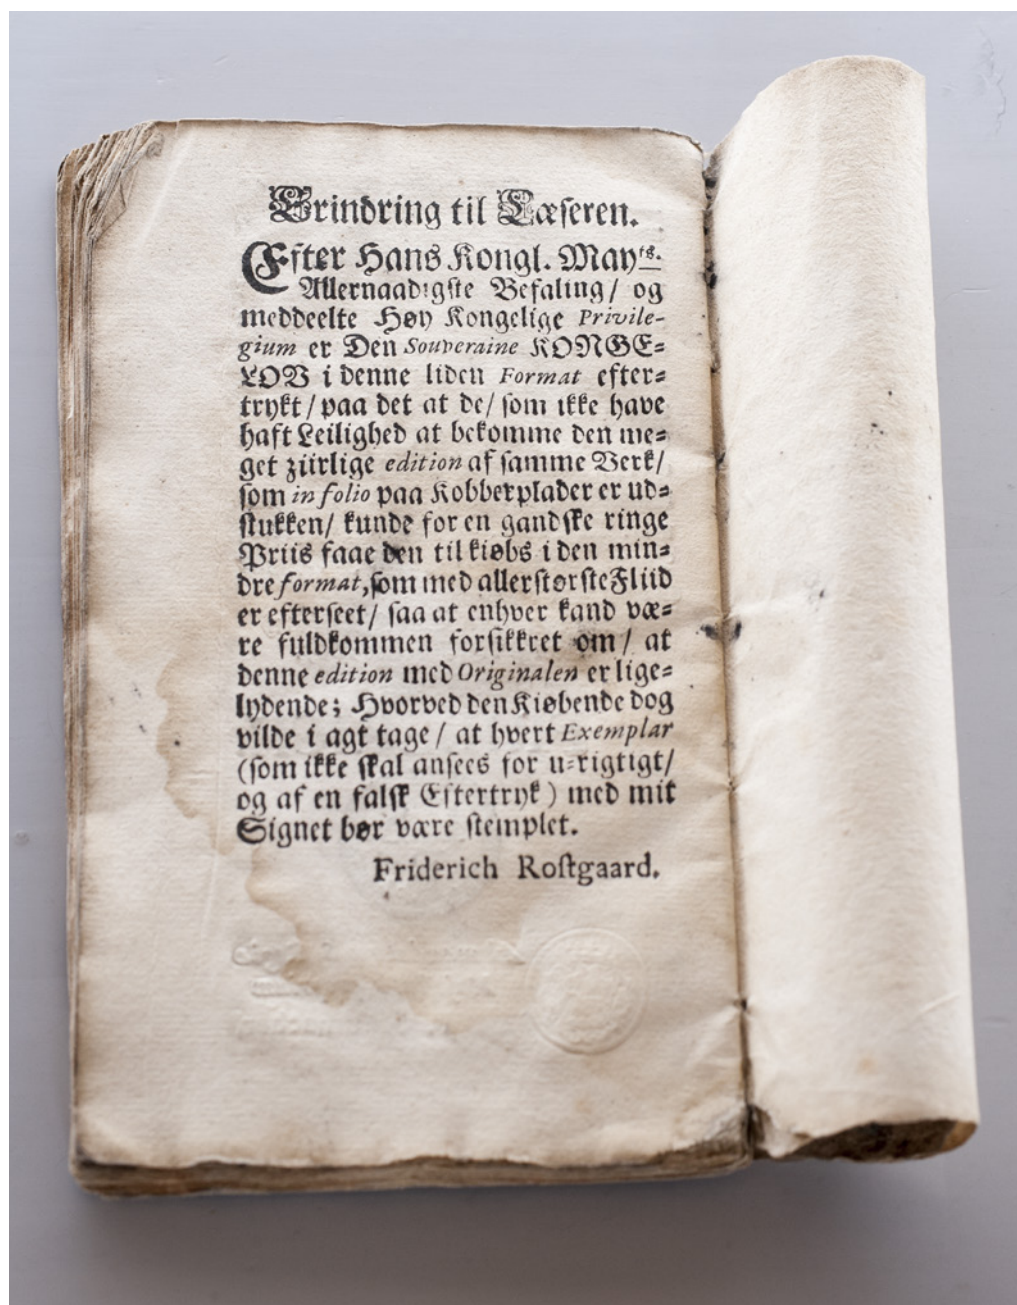 Erindring til Læseren.
Efter Hans Kongl. Mayts.
Allernaadigste Befaling/ og
meddeelte Høy Kongelige Privile-
gium er Den Souveraine KONGE-
LOV i denne liden Format efter-
trykt/ paa det at de/ som ikke have
haft Leilighed at bekomme den me-
get ziirlige edition af samme Verk/
som in folio paa Kobberplader er ud-
stukken/ kunde for en gandske ringe
Priis faae den til kiøbs i den min-
dre format, som med allerstørste Fliid
er efterseet/ saa at enhver kand væ-
re fuldkommen forsikkret om/ at
denne edition med Originalen er lige-
lydende; Hvorved den Kiøbende dog
vilde i agt tage/ at hvert Exemplar
(som ikke skal ansees for u-rigtigt/
og af en falsk Eftertryk) med mit
Signet bør være stemplet.
Friderich Rostgaard.